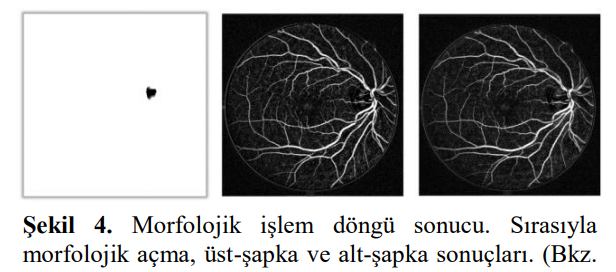 Şekil 4. Morfolojik işlem döngü sonucu. Sırasıyla
morfolojik açma, üst-şapka ve alt-şapka sonuçları. (Bkz.